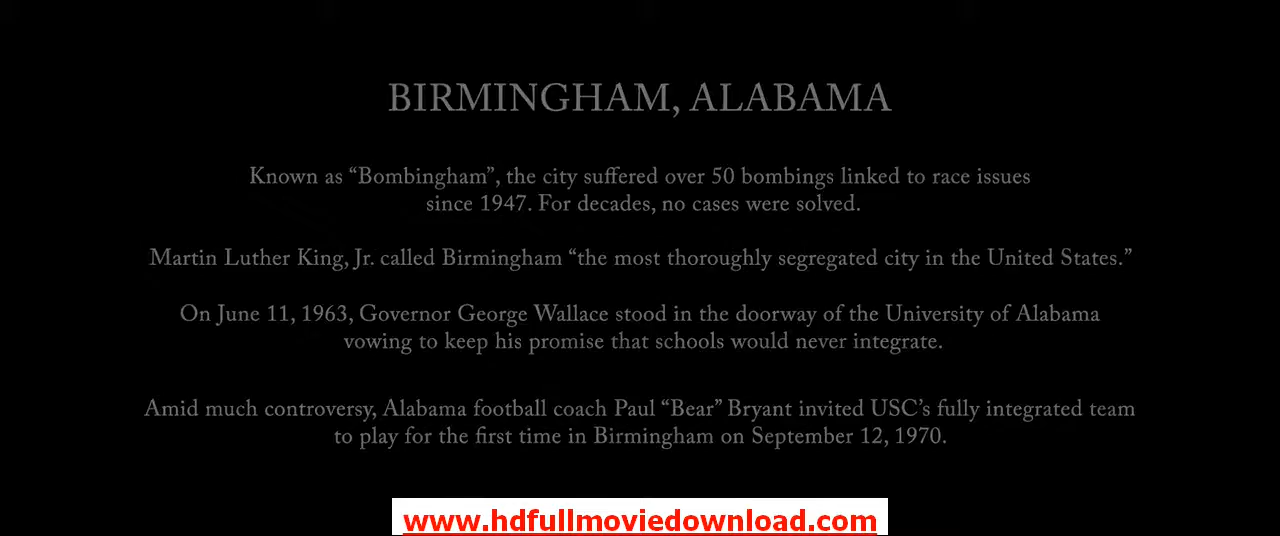 BIRMINGHAM, ALABAMA
Known as “Bombingham”, the city suffered over 50 bombings linked to race issues
since 1947. For decades, no cases were solved.
Martin Luther King, Jr. called Birmingham “the most thoroughly segregated city in the United States.”
On June 11, 1963, Governor George Wallace stood in the doorway of the University of Alabama
vowing to keep his promise that schools would never integrate.
Amid much controversy, Alabama football coach Paul “Bear” Bryant invited USC’s fully integrated team
to play for the first time in Birmingham on September 12, 1970.
www.hdfullmoviedownload.com